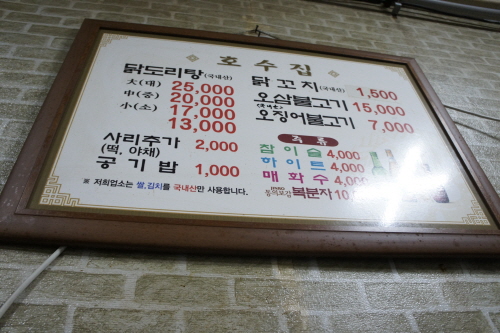 호수집
닭도리탕(국내산)
大(대) 25,000
中(중) 20,000
小(소) 17,000
13,000
사리추가 2,000
(떡. 야채)
공기밥 1,000
※ 저희업소는 쌀,김치를 국내산만 사용합니다.
닭꼬치(국내산) 1,500
오삼불고기 15,000
오징어불고기 7,000
주류
참이슬 4,000
하이트 4,000
매화수 4,000
복분자 10